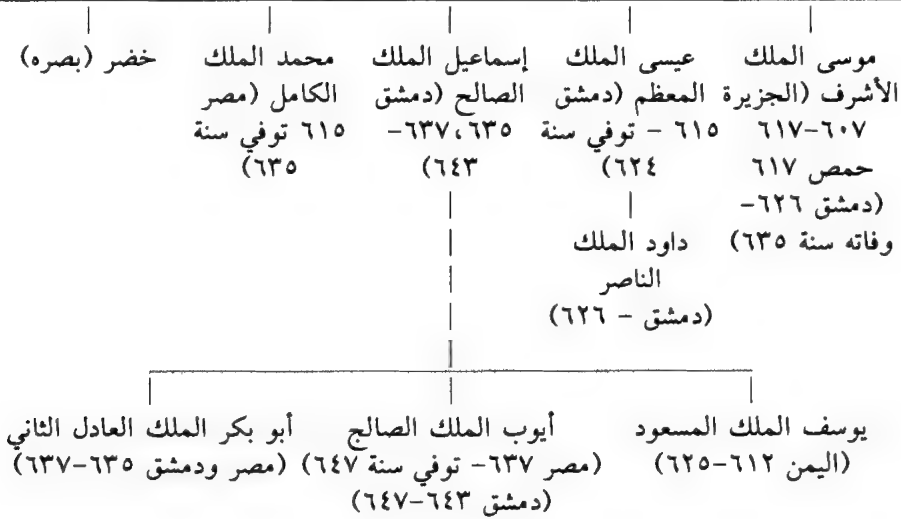 موسى الملك
الأشرف (الجزيرة
٦٠٧-٦١٧
حمص ٦١٧
(دمشق ٦٢٦-
وفاته سنة ٦٣٥)
عيسى الملك
المعظم (دمشق
٦١٥ - توفي سنة
٦٢٤)
داود الملك
الناصر
(دمشق - ٦٢٦)
إسماعيل الملك
الصالح (دمشق
٦٣٥،٦٣٧-
٦٤٣)
محمد الملك
الكامل (مصر
٦١٥ توفي سنة
٦٣٥)
خضر (بصره)
يوسف الملك المسعود
(اليمن ٦١٢-٦٢٥)
أيوب الملك الصالج
(مصر ٦٣٧- توفي سنة ٦٤٧)
(دمشق ٦٤٣-٦٤٧)
أبو بكر الملك العادل الثاني
(مصر ودمشق ٦٣٥-٦٣٧)